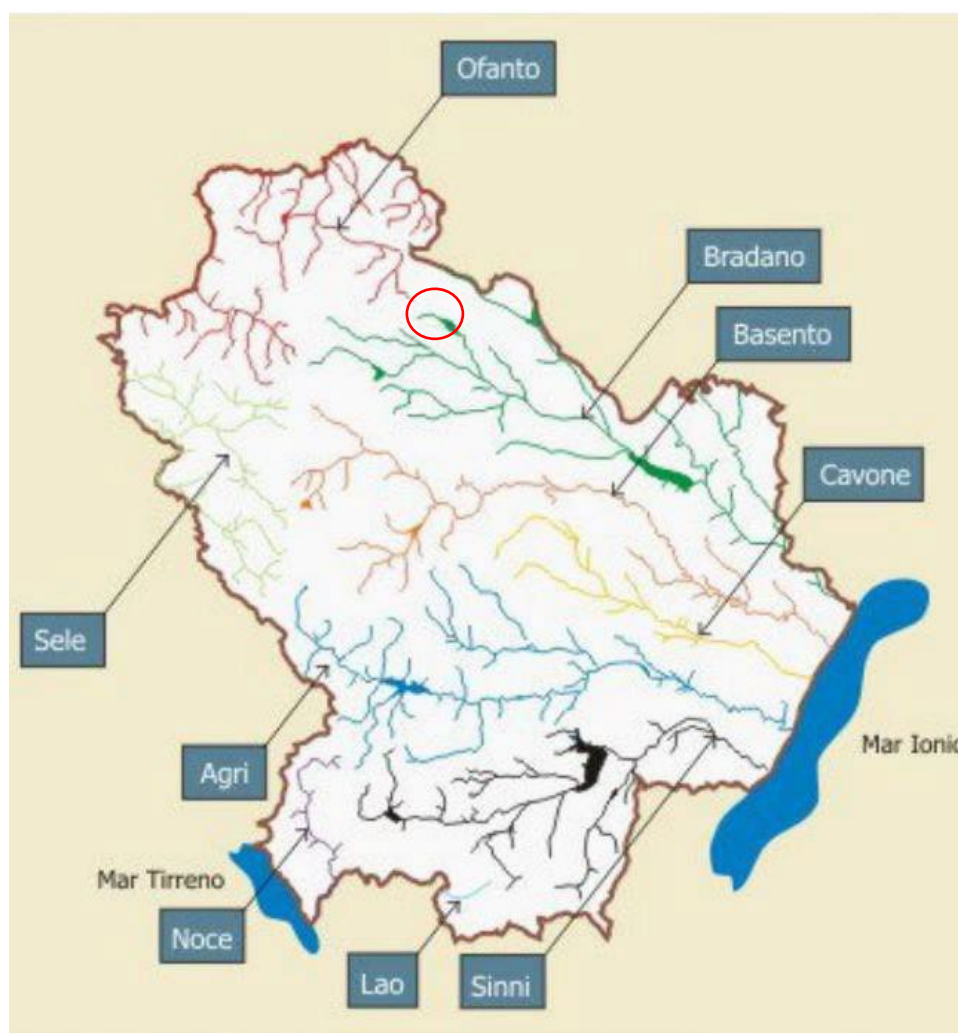 Ofanto
Bradano
Basento
Cavone
Sele
Mar Ionio
Agri
Mar Tirreno
Noce
Lao
Sinni